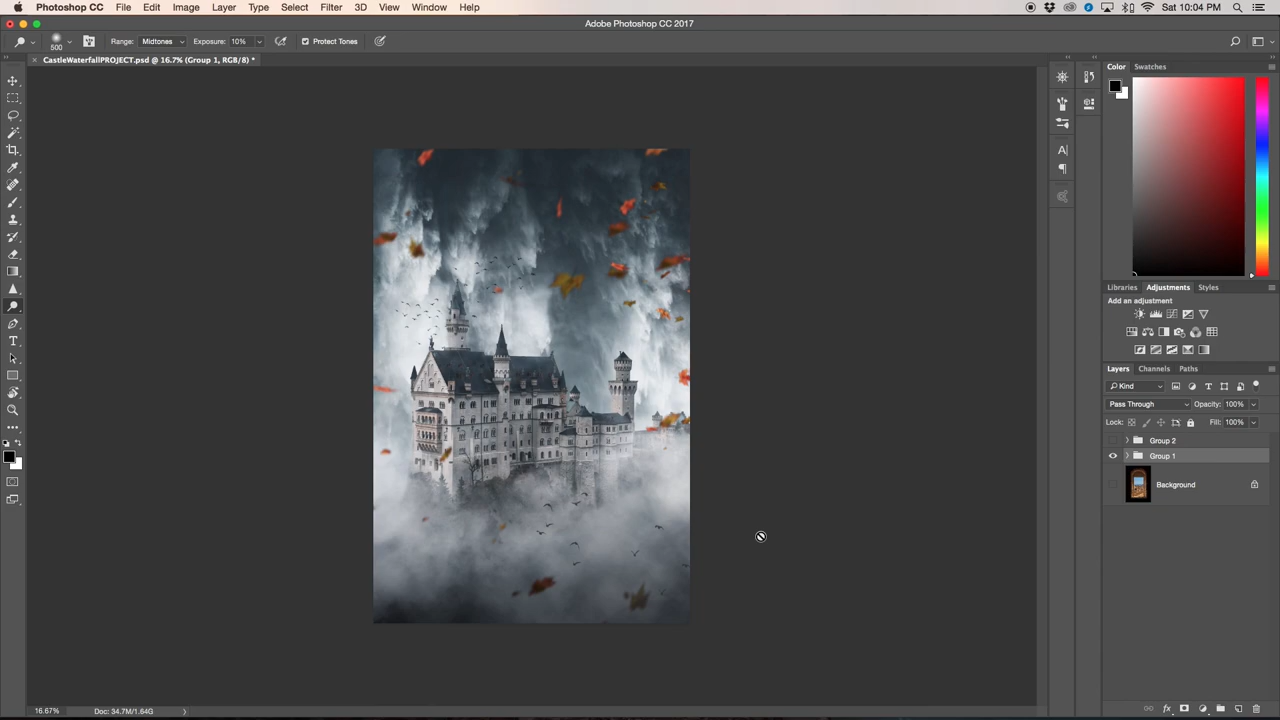 Photoshop CC File Edit Image Layer Type Select Filter 3D View Window Help Sat 10:04 PM
Adobe Photoshop CC 2017
500 Range: Midtones Exposure: 10% Protect Tones
CastleWaterfallPROJECT.psd @ 16.7% (Group 1, RGB/8) *
Color Swatches
Libraries Adjustments Styles
Add an adjustment
Layers Channels Paths
Kind
Pass Through Opacity: 100%
Lock: Fill: 100%
Group 2
Group 1
Background
16.67% Doc: 34.7M/1.64G